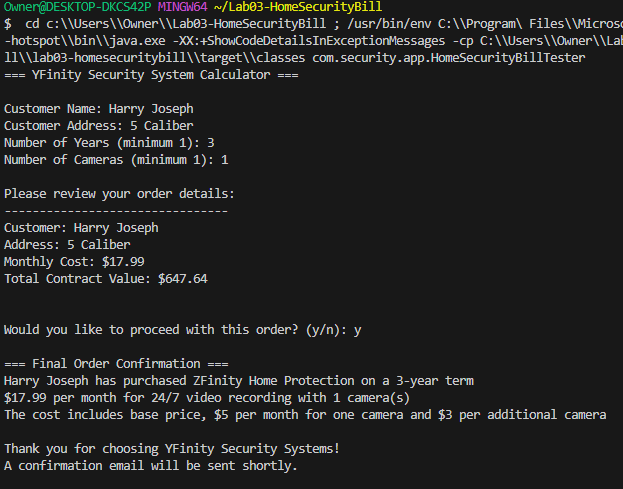 Owner@DESKTOP-DKCS42P MINGW64 ~/Lab03-HomeSecurityBill
$  cd c:\\Users\\Owner\\Lab03-HomeSecurityBill ; /usr/bin/env C:\\Program\ Files\\Microso
-hotspot\\bin\\java.exe -XX:+ShowCodeDetailsInExceptionMessages -cp C:\\Users\\Owner\\Lab
ll\\lab03-homesecuritybill\\target\\classes com.security.app.HomeSecurityBillTester
=== YFinity Security System Calculator ===

Customer Name: Harry Joseph
Customer Address: 5 Caliber
Number of Years (minimum 1): 3
Number of Cameras (minimum 1): 1

Please review your order details:
--------------------------------
Customer: Harry Joseph
Address: 5 Caliber
Monthly Cost: $17.99
Total Contract Value: $647.64

Would you like to proceed with this order? (y/n): y

=== Final Order Confirmation ===
Harry Joseph has purchased ZFinity Home Protection on a 3-year term
$17.99 per month for 24/7 video recording with 1 camera(s)
The cost includes base price, $5 per month for one camera and $3 per additional camera

Thank you for choosing YFinity Security Systems!
A confirmation email will be sent shortly.